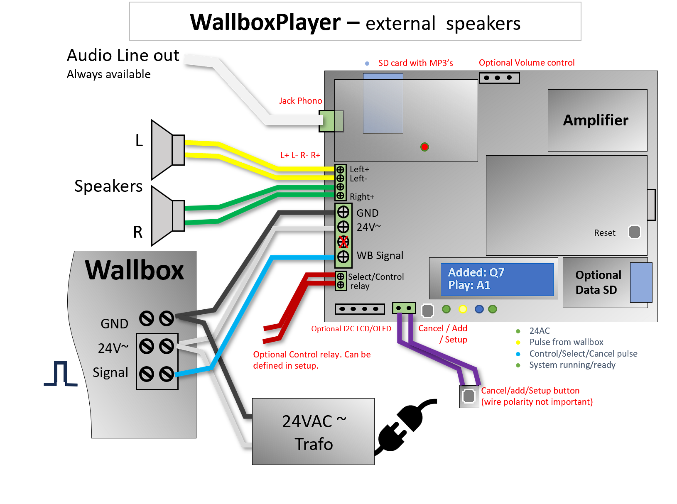 WallboxPlayer – external speakers
Audio Line out
Always available
SD card with MP3's
Optional Volume control
Jack Phono
Amplifier
L
L+ L- R- R+
Left+
Left-
Speakers
Right+
GND
24V~
R
Reset
WB Signal
Wallbox
Select/Control
relay
Added: Q7
Play: A1
Optional
Data SD
GND
Optional I2C LCD/OLED
Cancel / Add
/ Setup
24AC
Pulse from wallbox
Control/Select/Cancel pulse
System running/ready
24V~
Optional Control relay. Can be
defined in setup.
Signal
Cancel/add/Setup button
(wire polarity not important)
24VAC ~
Trafo